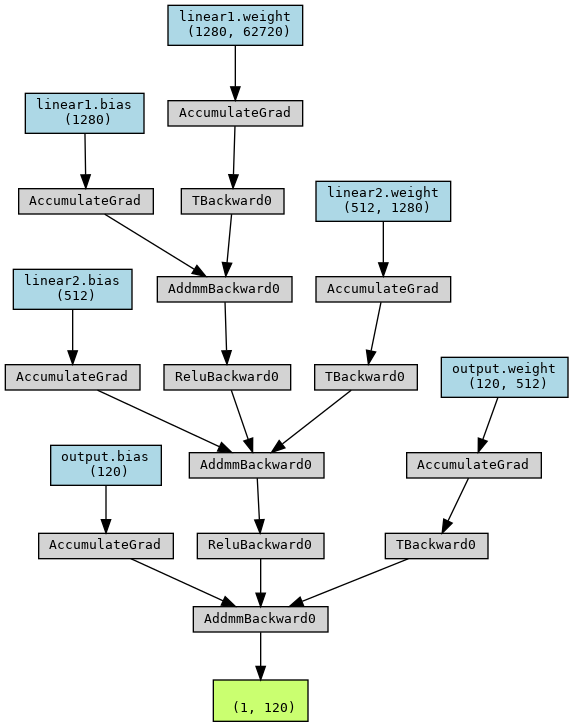 linear1.weight
(1280, 62720)
linear1.bias
(1280)
AccumulateGrad
AccumulateGrad
TBackward0
linear2.weight
(512, 1280)
linear2.bias
(512)
AddmmBackward0
AccumulateGrad
AccumulateGrad
ReluBackward0
TBackward0
output.weight
(120, 512)
output.bias
(120)
AddmmBackward0
AccumulateGrad
AccumulateGrad
ReluBackward0
TBackward0
AddmmBackward0
(1, 120)